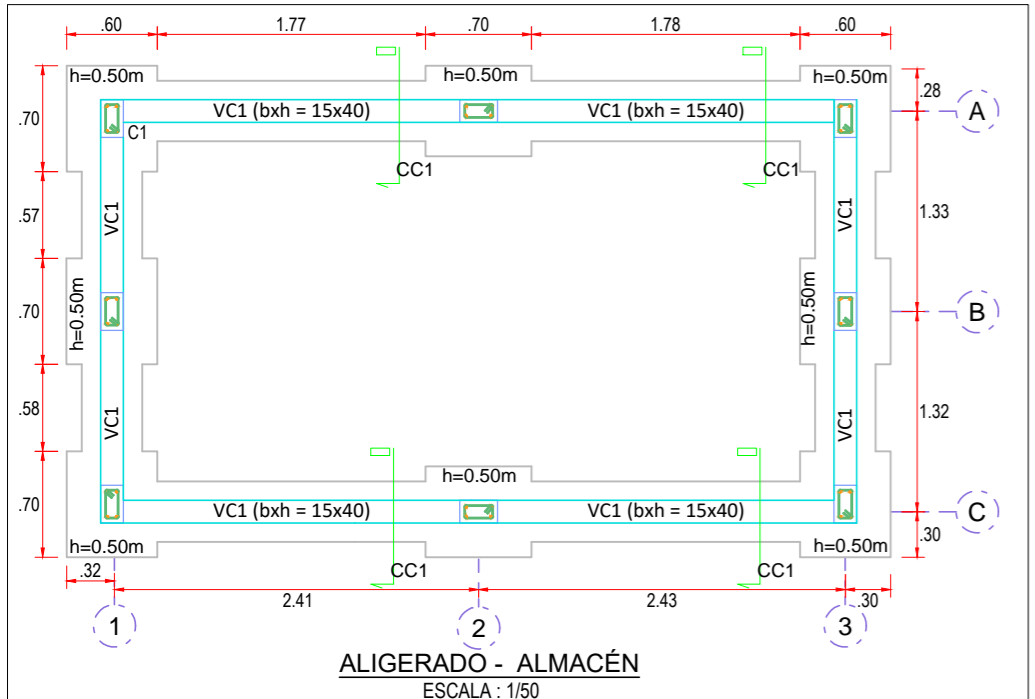 .60 1.77 .70 1.78 .60
h=0.50m h=0.50m h=0.50m
.28
VC1 (bxh = 15x40) VC1 (bxh = 15x40)
A
.70
C1
CC1 CC1
VC1 VC1
.57
1.33
.70
h=0.50m h=0.50m
B
.58
VC1 VC1
1.32
h=0.50m
.70
VC1 (bxh = 15x40) VC1 (bxh = 15x40)
C
h=0.50m h=0.50m
.30
.32
CC1 CC1
2.41 2.43 .30
1 2 3
ALIGERADO - ALMACÉN
ESCALA : 1/50